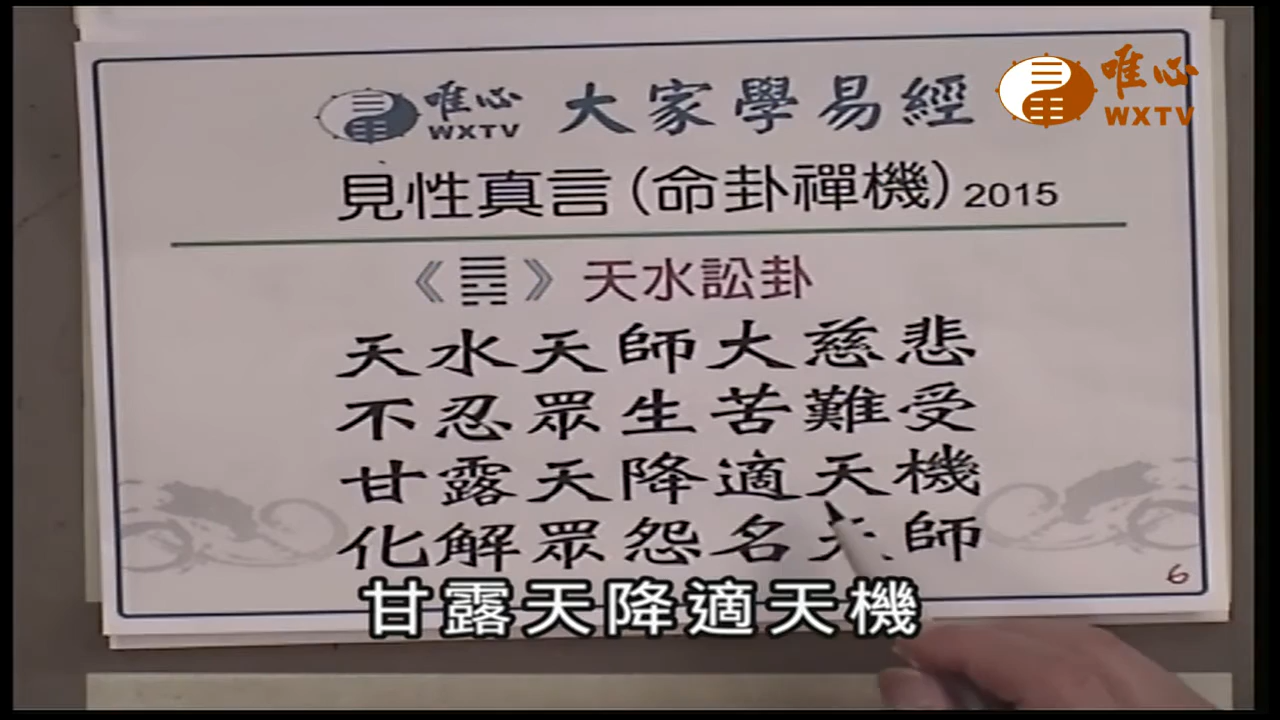 唯心 大家學易經 唯心
WXTV WXTV
見性真言(命卦禪機)2015
《䷅》天水訟卦
天水天師大慈悲
不忍眾生苦難受
甘露天降適天機
化解眾怨名天師
6
甘露天降適天機